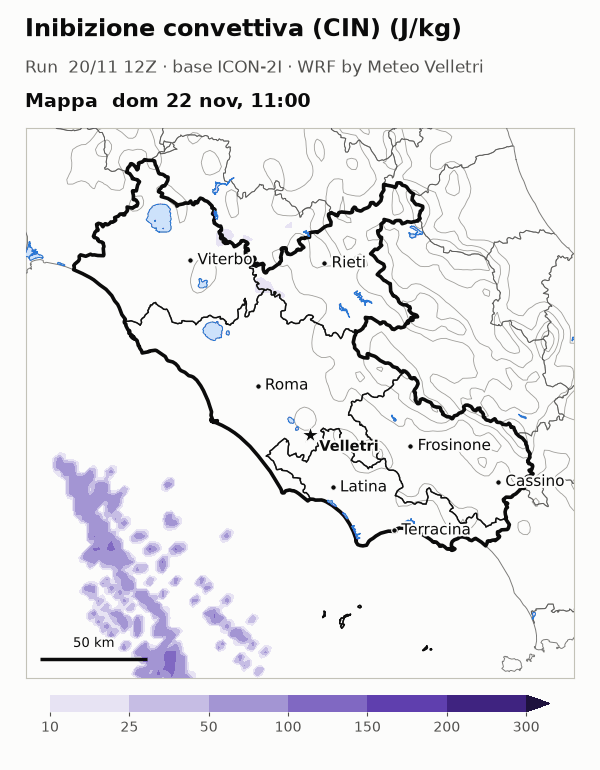 Inibizione convettiva (CIN) (J/kg)
Run  20/11 12Z · base ICON-2I · WRF by Meteo Velletri
Mappa  dom 22 nov, 11:00
Viterbo
Rieti
Roma
Velletri
Frosinone
Cassino
Latina
Terracina
50 km
10 25 50 100 150 200 300